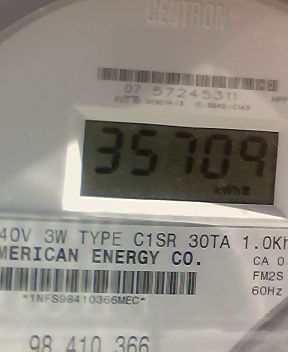 CENTRON®
07 57245311
35709
kWh
40V 3W TYPE C1SR 30TA 1.0Kh
MERICAN ENERGY CO.
CA 0
FM2S
60Hz
*1NFS98410366MEC*
98 410 366